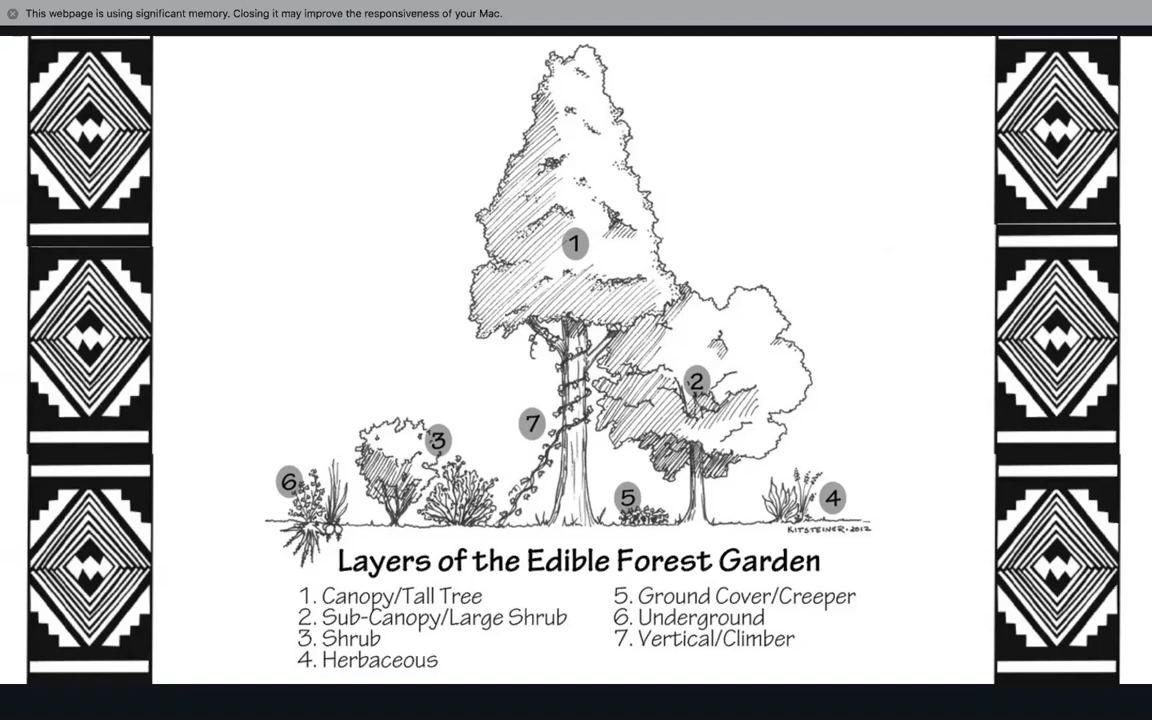 This webpage is using significant memory. Closing it may improve the responsiveness of your Mac.
1
2
7
3
6
5
4
KITSTEINER·2012
Layers of the Edible Forest Garden
1. Canopy/Tall Tree
2. Sub-Canopy/Large Shrub
3. Shrub
4. Herbaceous
5. Ground Cover/Creeper
6. Underground
7. Vertical/Climber